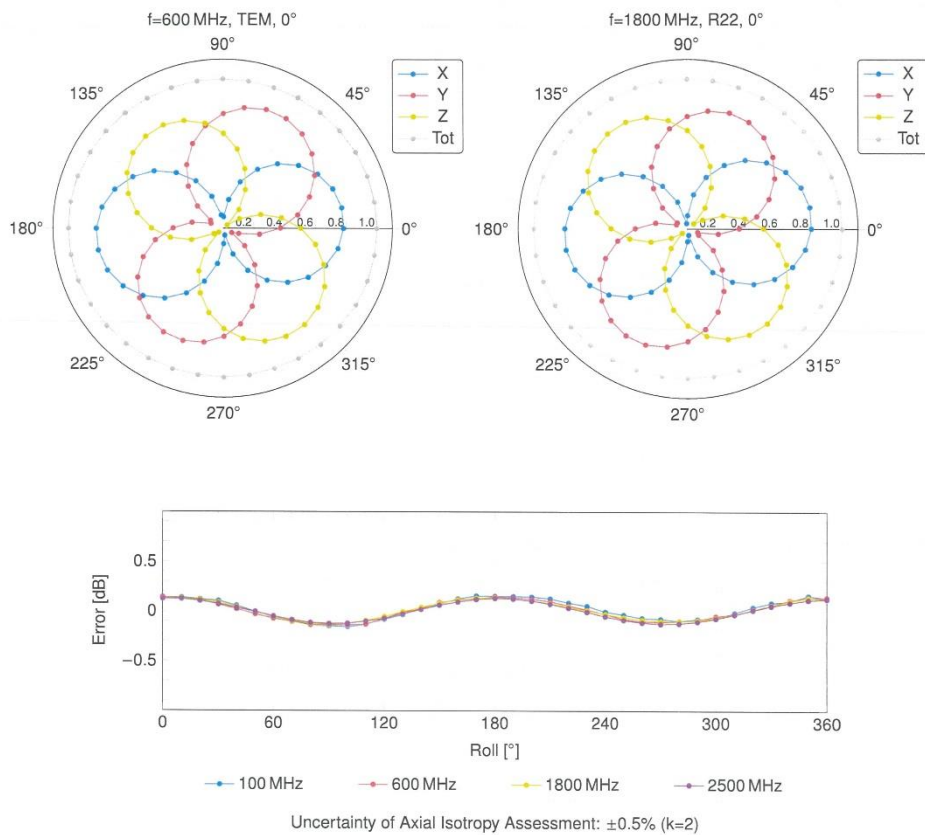 f=600 MHz, TEM, 0°
90°
135°
45°
X
Y
Z
Tot
180°
0.2 0.4 0.6 0.8 1.0
0°
225°
315°
270°
f=1800 MHz, R22, 0°
90°
135°
45°
X
Y
Z
Tot
180°
0.2 0.4 0.6 0.8 1.0
0°
225°
315°
270°
Error [dB]
0.5
0
−0.5
0 60 120 180 240 300 360
Roll [°]
100 MHz 600 MHz 1800 MHz 2500 MHz
Uncertainty of Axial Isotropy Assessment: ±0.5% (k=2)